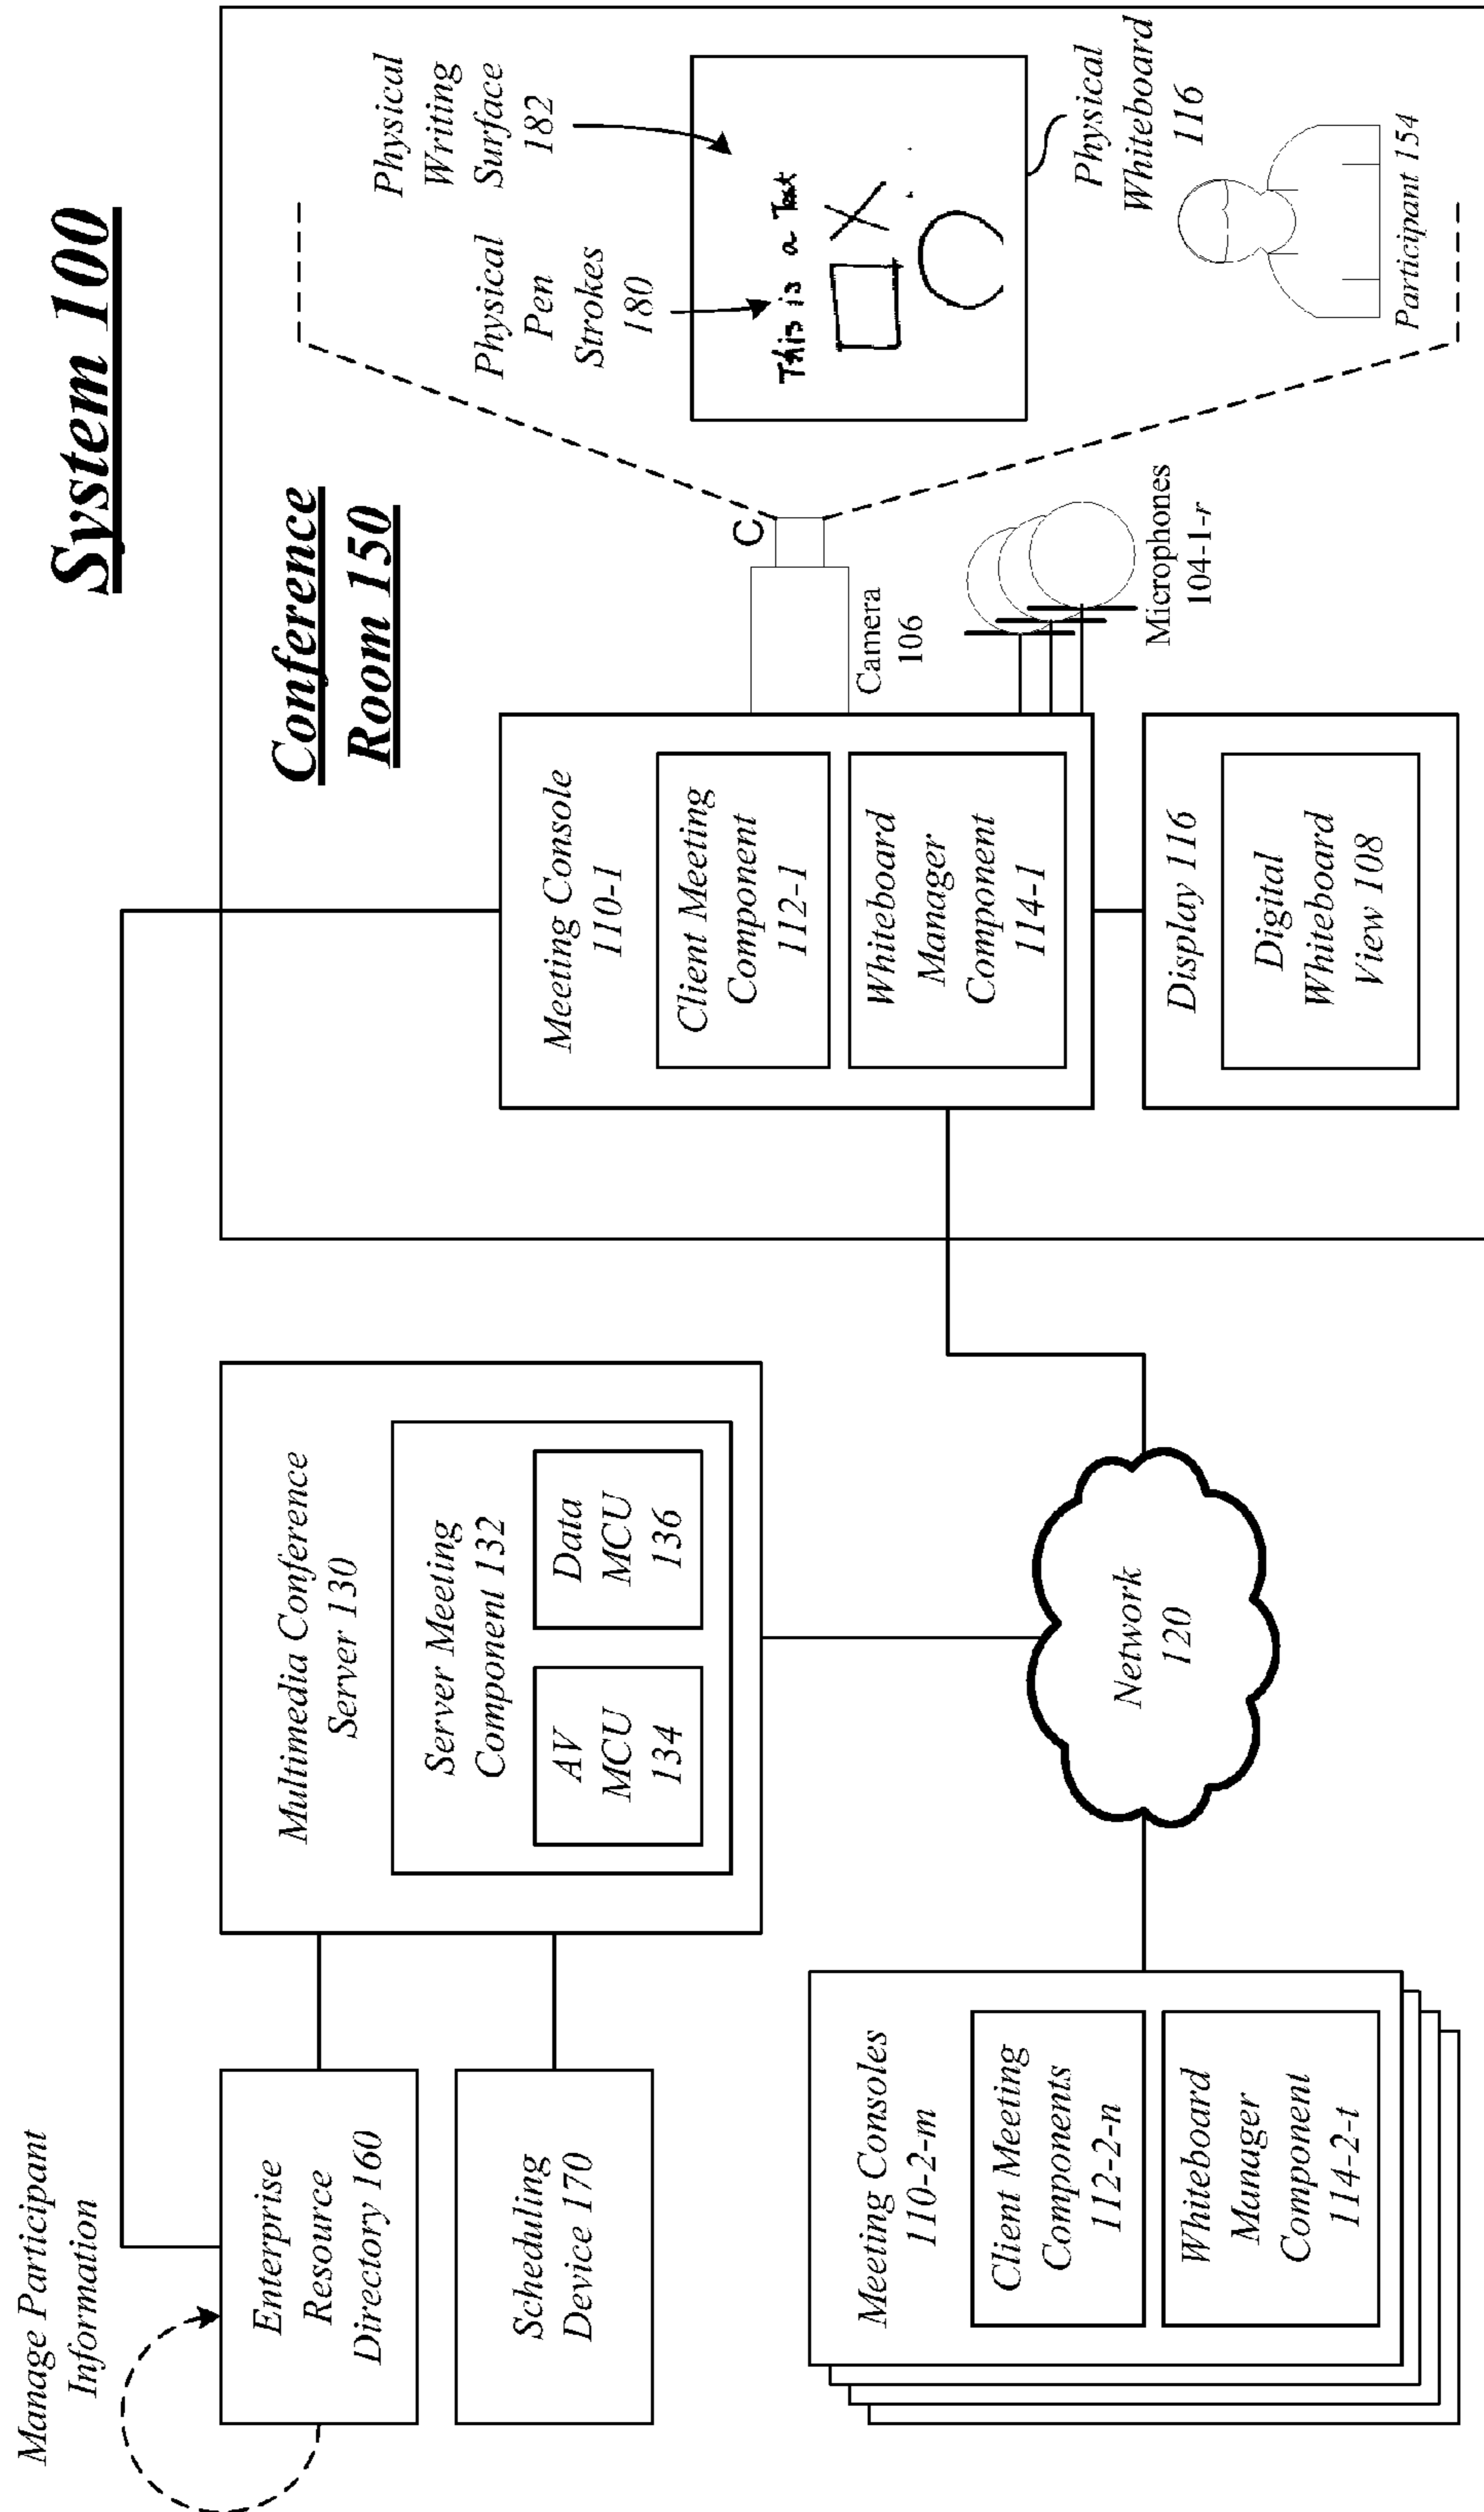 System 100
Manage Participant
Information
Enterprise
Resource
Directory 160
Scheduling
Device 170
Multimedia Conference
Server 130
Server Meeting
Component 132
AV
MCU
134
Data
MCU
136
Meeting Consoles
110-2-m
Client Meeting
Components
112-2-n
Whiteboard
Manager
Component
114-2-t
Network
120
Conference
Room 150
Meeting Console
110-1
Client Meeting
Component
112-1
Whiteboard
Manager
Component
114-1
Display 116
Digital
Whiteboard
View 108
C
Camera
106
Microphones
104-1-r
Physical
Writing
Surface
182
Physical
Pen
Strokes
180
This is a Test
Physical
Whiteboard
116
Participant 154